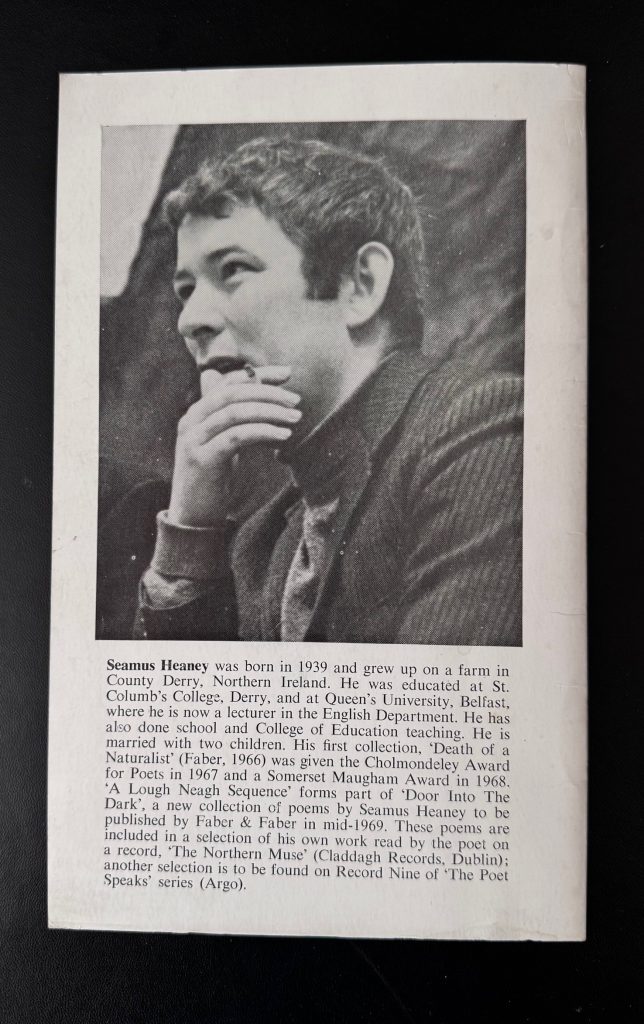 Seamus Heaney was born in 1939 and grew up on a farm in
County Derry, Northern Ireland. He was educated at St.
Columb's College, Derry, and at Queen's University, Belfast,
where he is now a lecturer in the English Department. He has
also done school and College of Education teaching. He is
married with two children. His first collection, 'Death of a
Naturalist' (Faber, 1966) was given the Cholmondeley Award
for Poets in 1967 and a Somerset Maugham Award in 1968.
'A Lough Neagh Sequence' forms part of 'Door Into The
Dark', a new collection of poems by Seamus Heaney to be
published by Faber & Faber in mid-1969. These poems are
included in a selection of his own work read by the poet on
a record, 'The Northern Muse' (Claddagh Records, Dublin);
another selection is to be found on Record Nine of 'The Poet
Speaks' series (Argo).